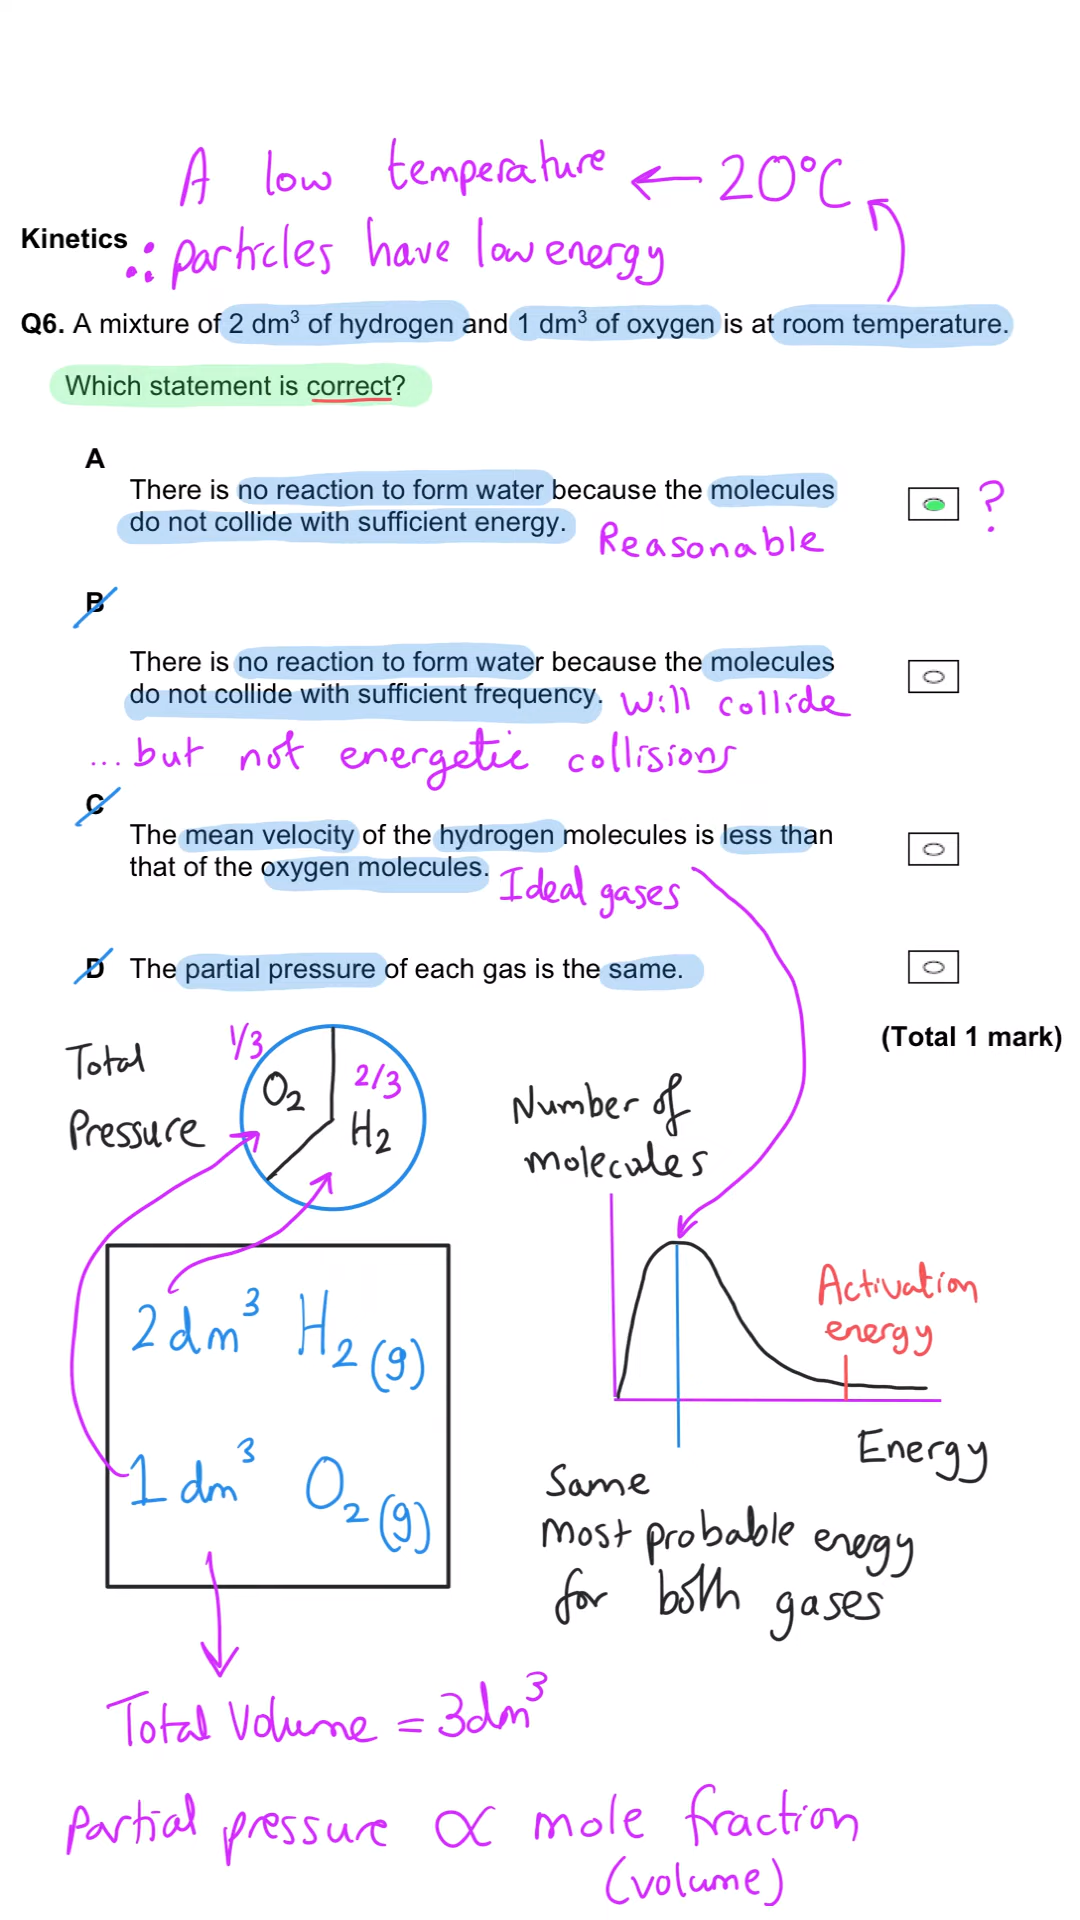 A low temperature ← 20°C
Kinetics
∴ particles have low energy
Q6. A mixture of 2 dm³ of hydrogen and 1 dm³ of oxygen is at room temperature.
Which statement is correct?
A
There is no reaction to form water because the molecules
do not collide with sufficient energy.
?
Reasonable
B
There is no reaction to form water because the molecules
do not collide with sufficient frequency.
will collide
...but not energetic collisions
C
The mean velocity of the hydrogen molecules is less than
that of the oxygen molecules.
Ideal gases
D The partial pressure of each gas is the same.
(Total 1 mark)
Total
Pressure
1/3
O₂
2/3
H₂
Number of
molecules
Activation
energy
Energy
2dm³ H₂(g)
1dm³ O₂(g)
Same
most probable energy
for both gases
Total Volume = 3dm³
Partial pressure ∝ mole fraction
(volume)